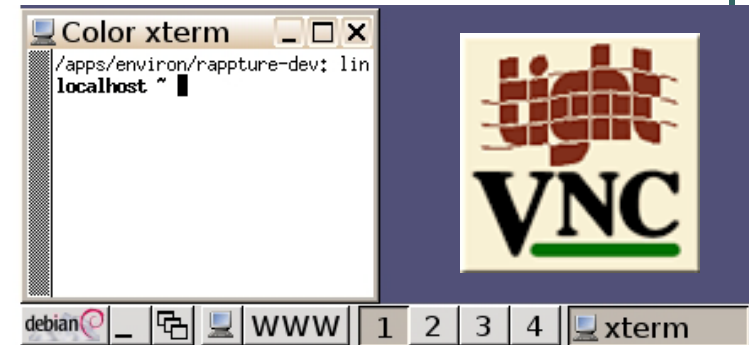 Color xterm
/apps/environ/rappture-dev: lin
localhost ~
tight
VNC
debian WWW 1 2 3 4 xterm